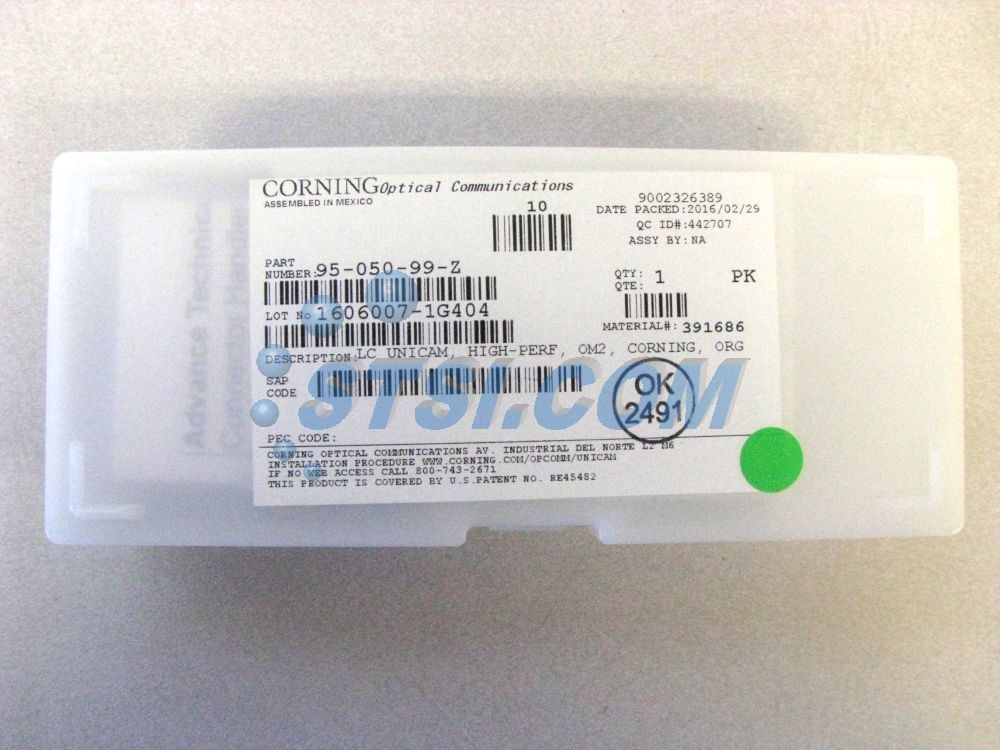 CORNING Optical Communications
ASSEMBLED IN MEXICO
10
9002326389
DATE PACKED:2016/02/29
QC ID#:442707
ASSY BY:NA
PART
NUMBER:95-050-99-Z
QTY: 1 PK
QTE:
LOT No 1606007-1G404
MATERIAL#:391686
DESCRIPTION:LC UNICAM, HIGH-PERF, OM2, CORNING, ORG
SAP
CODE
OK
2491
STSI.COM
PEC CODE:
CORNING OPTICAL COMMUNICATIONS AV. INDUSTRIAL DEL NORTE L2 M6
INSTALLATION PROCEDURE WWW.CORNING.COM/OPCOMM/UNICAM
IF NO WEB ACCESS CALL 800-743-2671
THIS PRODUCT IS COVERED BY U.S.PATENT NO. RE45482
Advance Technic